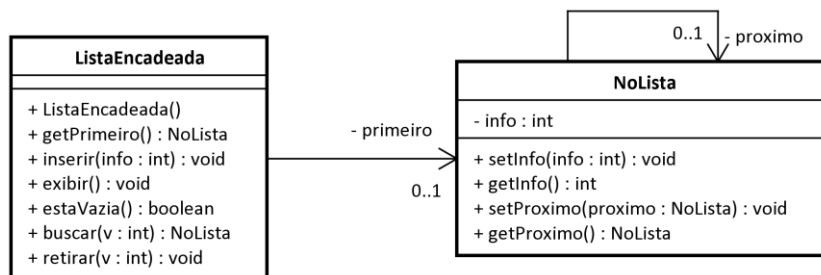 ListaEncadeada
+ ListaEncadeada()
+ getPrimeiro() : NoLista
+ inserir(info : int) : void
+ exibir() : void
+ estaVazia() : boolean
+ buscar(v : int) : NoLista
+ retirar(v : int) : void
- primeiro
0..1
0..1
- proximo
NoLista
- info : int
+ setInfo(info : int) : void
+ getInfo() : int
+ setProximo(proximo : NoLista) : void
+ getProximo() : NoLista